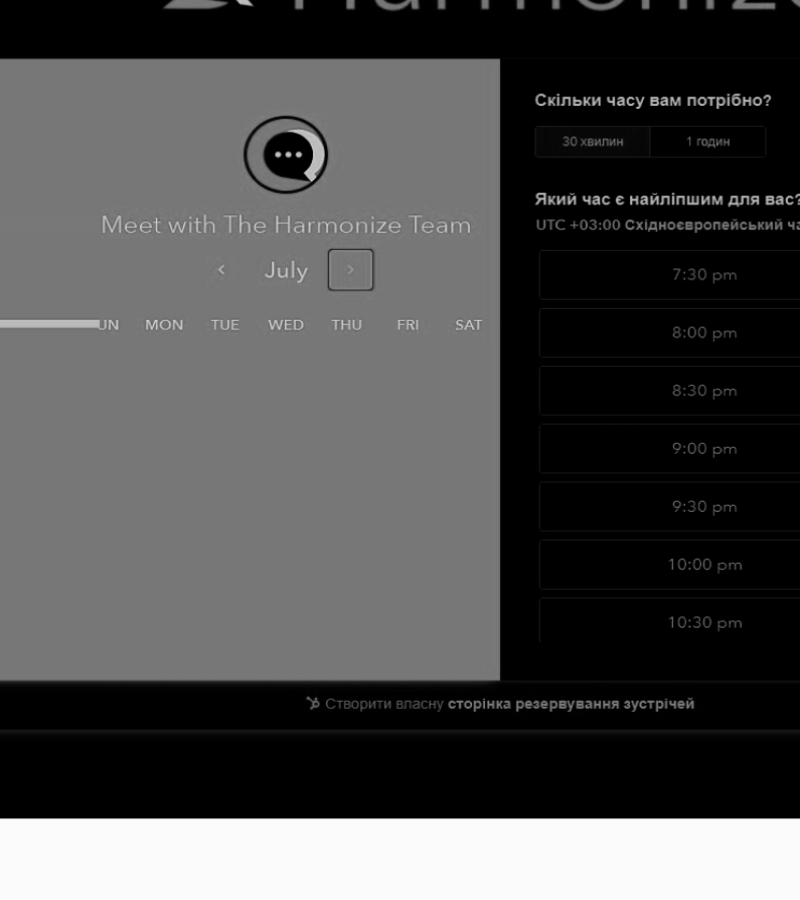 Harmonize
Meet with The Harmonize Team
July
UN MON TUE WED THU FRI SAT
Скільки часу вам потрібно?
30 хвилин 1 годин
Який час є найліпшим для вас?
UTC +03:00 Східноєвропейський
7:30 pm
8:00 pm
8:30 pm
9:00 pm
9:30 pm
10:00 pm
10:30 pm
Створити власну сторінка резервування зустрічей